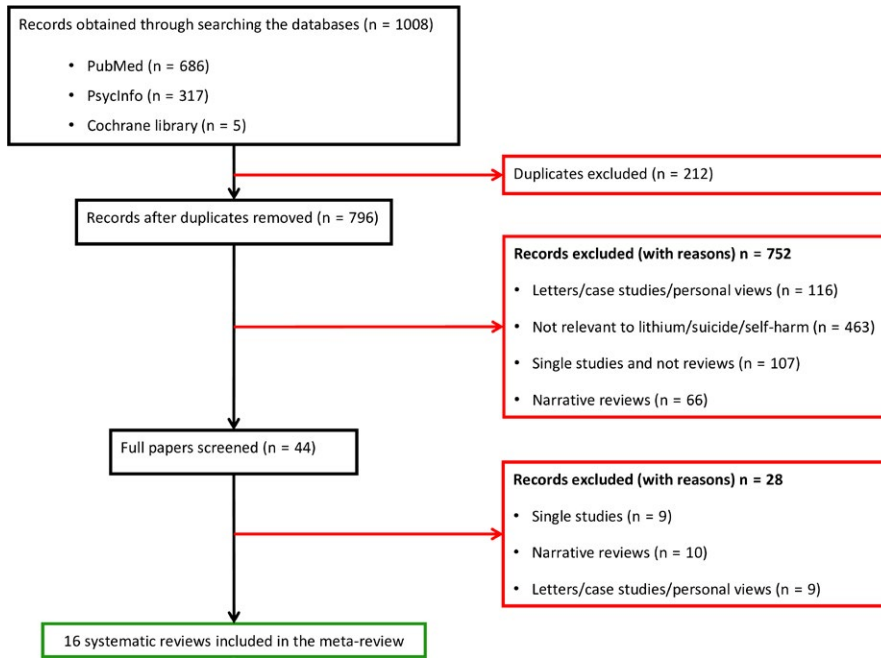 Records obtained through searching the databases (n = 1008)
• PubMed (n = 686)
• PsycInfo (n = 317)
• Cochrane library (n = 5)
Duplicates excluded (n = 212)
Records after duplicates removed (n = 796)
Records excluded (with reasons) n = 752
• Letters/case studies/personal views (n = 116)
• Not relevant to lithium/suicide/self-harm (n = 463)
• Single studies and not reviews (n = 107)
• Narrative reviews (n = 66)
Full papers screened (n = 44)
Records excluded (with reasons) n = 28
• Single studies (n = 9)
• Narrative reviews (n = 10)
• Letters/case studies/personal views (n = 9)
16 systematic reviews included in the meta-review